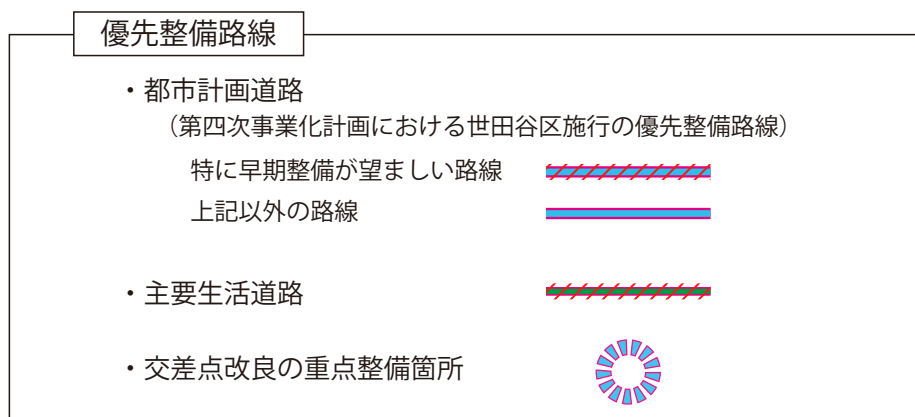 優先整備路線
・都市計画道路
（第四次事業化計画における世田谷区施行の優先整備路線）
特に早期整備が望ましい路線
上記以外の路線
・主要生活道路
・交差点改良の重点整備箇所